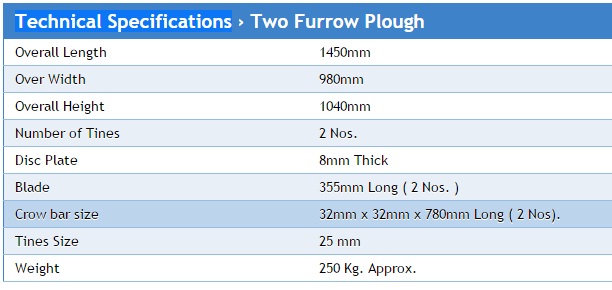 Technical Specifications › Two Furrow Plough
Overall Length 1450mm
Over Width 980mm
Overall Height 1040mm
Number of Tines 2 Nos.
Disc Plate 8mm Thick
Blade 355mm Long ( 2 Nos. )
Crow bar size 32mm x 32mm x 780mm Long ( 2 Nos).
Tines Size 25 mm
Weight 250 Kg. Approx.